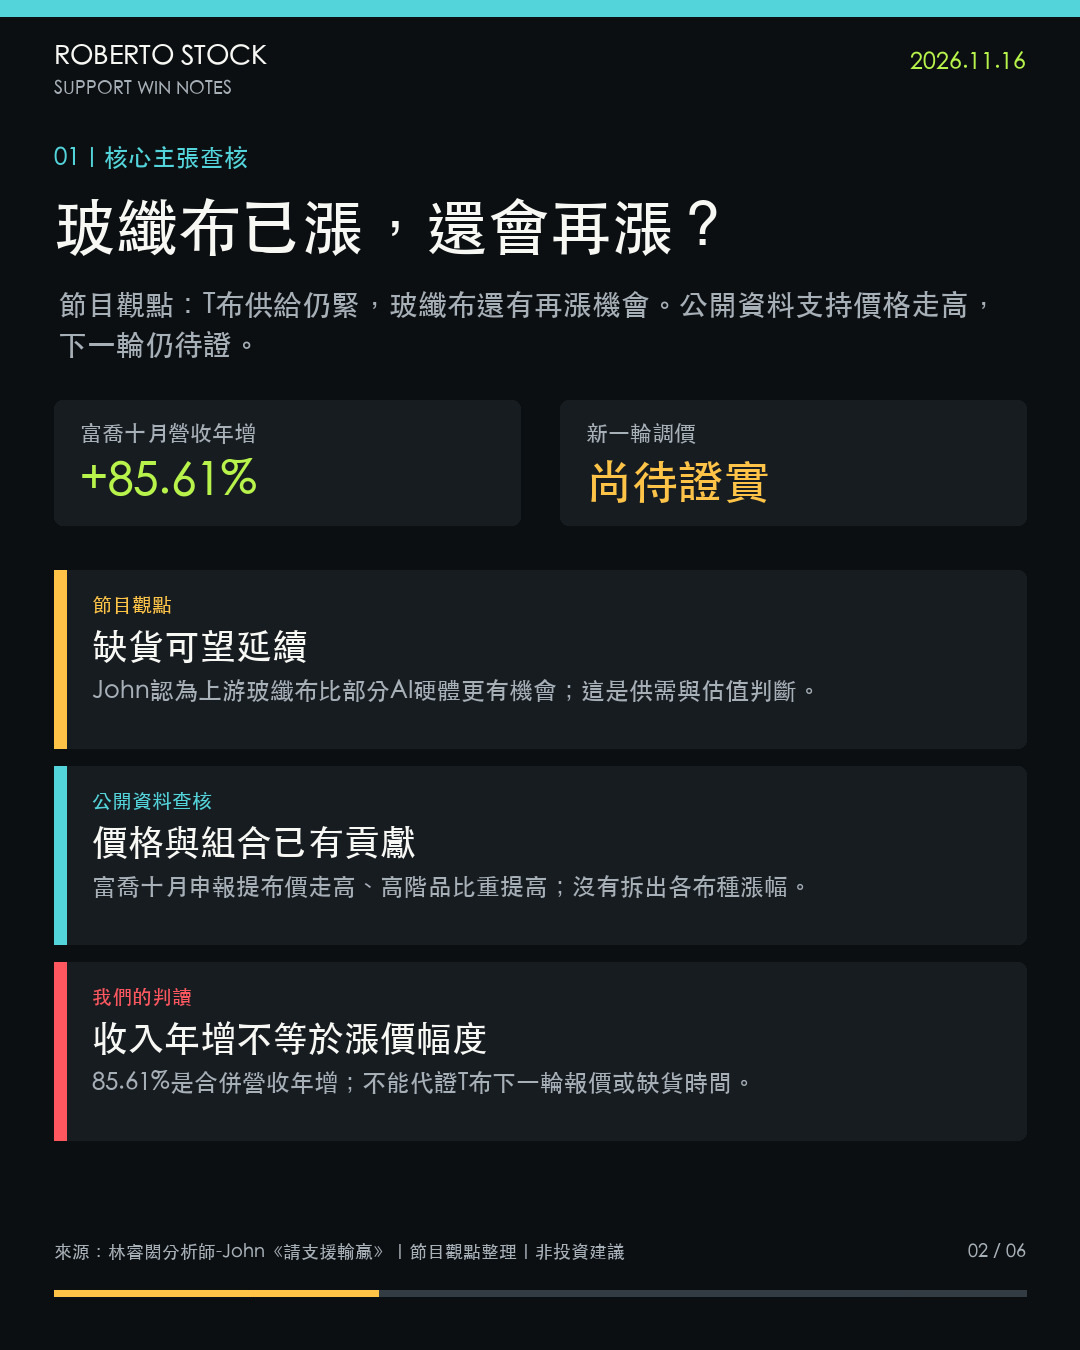 ROBERTO STOCK
SUPPORT WIN NOTES
2026.11.16
01｜核心主張查核
玻纖布已漲，還會再漲？
節目觀點：T布供給仍緊，玻纖布還有再漲機會。公開資料支持價格走高，
下一輪仍待證。
富喬十月營收年增
+85.61%
新一輪調價
尚待證實
節目觀點
缺貨可望延續
John認為上游玻纖布比部分AI硬體更有機會；這是供需與估值判斷。
公開資料查核
價格與組合已有貢獻
富喬十月申報提布價走高、高階品比重提高；沒有拆出各布種漲幅。
我們的判讀
收入年增不等於漲價幅度
85.61%是合併營收年增；不能代證T布下一輪報價或缺貨時間。
來源：林睿閎分析師-John《請支援輸贏》｜節目觀點整理｜非投資建議
02 / 06